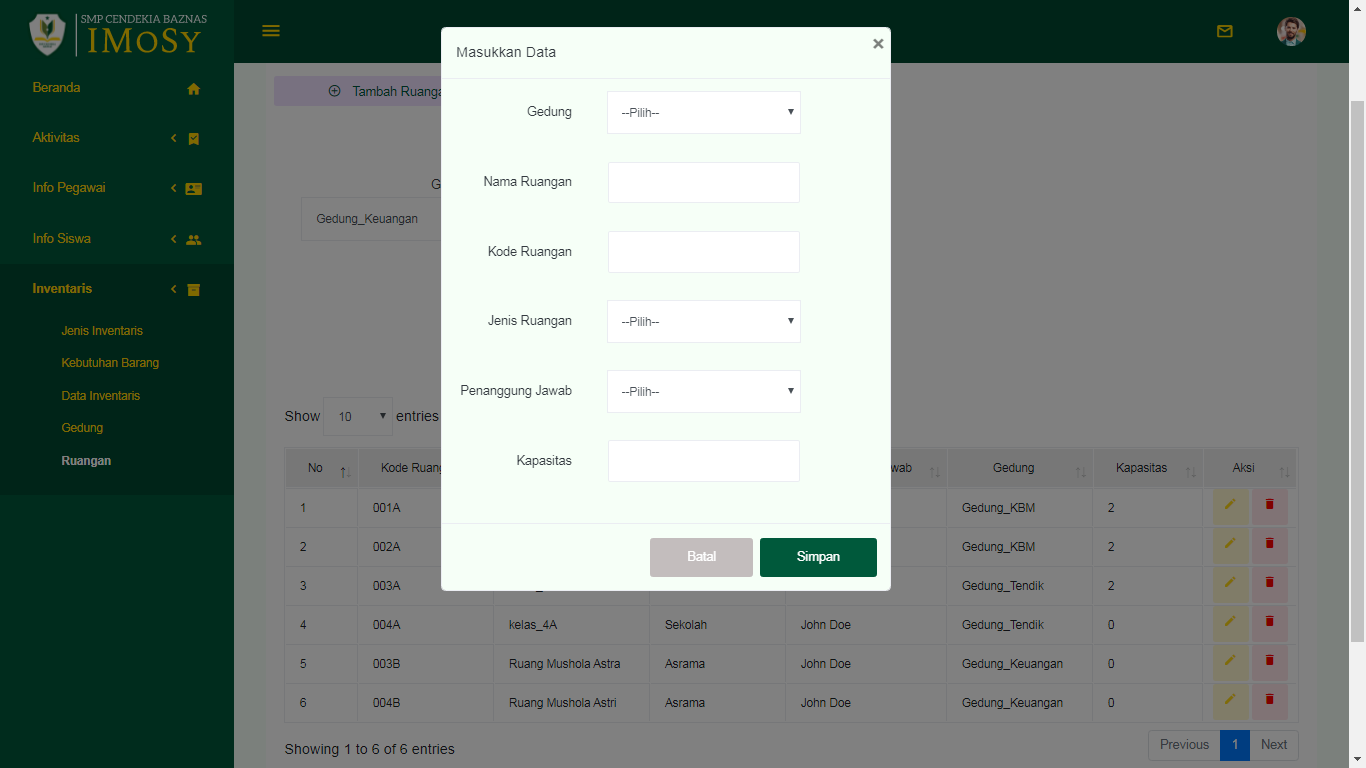 SMP CENDEKIA BAZNAS
IMoSy
Beranda
Aktivitas
Info Pegawai
Info Siswa
Inventaris
Jenis Inventaris
Kebutuhan Barang
Data Inventaris
Gedung
Ruangan
Tambah Ruanga
G
Gedung_Keuangan
Masukkan Data
×
Gedung --Pilih--
Nama Ruangan
Kode Ruangan
Jenis Ruangan --Pilih--
Penanggung Jawab --Pilih--
Kapasitas
Batal Simpan
Show 10 entries
No Kode Ruang wab Gedung Kapasitas Aksi
1 001A Gedung_KBM 2
2 002A Gedung_KBM 2
3 003A Gedung_Tendik 2
4 004A kelas_4A Sekolah John Doe Gedung_Tendik 0
5 003B Ruang Mushola Astra Asrama John Doe Gedung_Keuangan 0
6 004B Ruang Mushola Astri Asrama John Doe Gedung_Keuangan 0
Showing 1 to 6 of 6 entries
Previous 1 Next